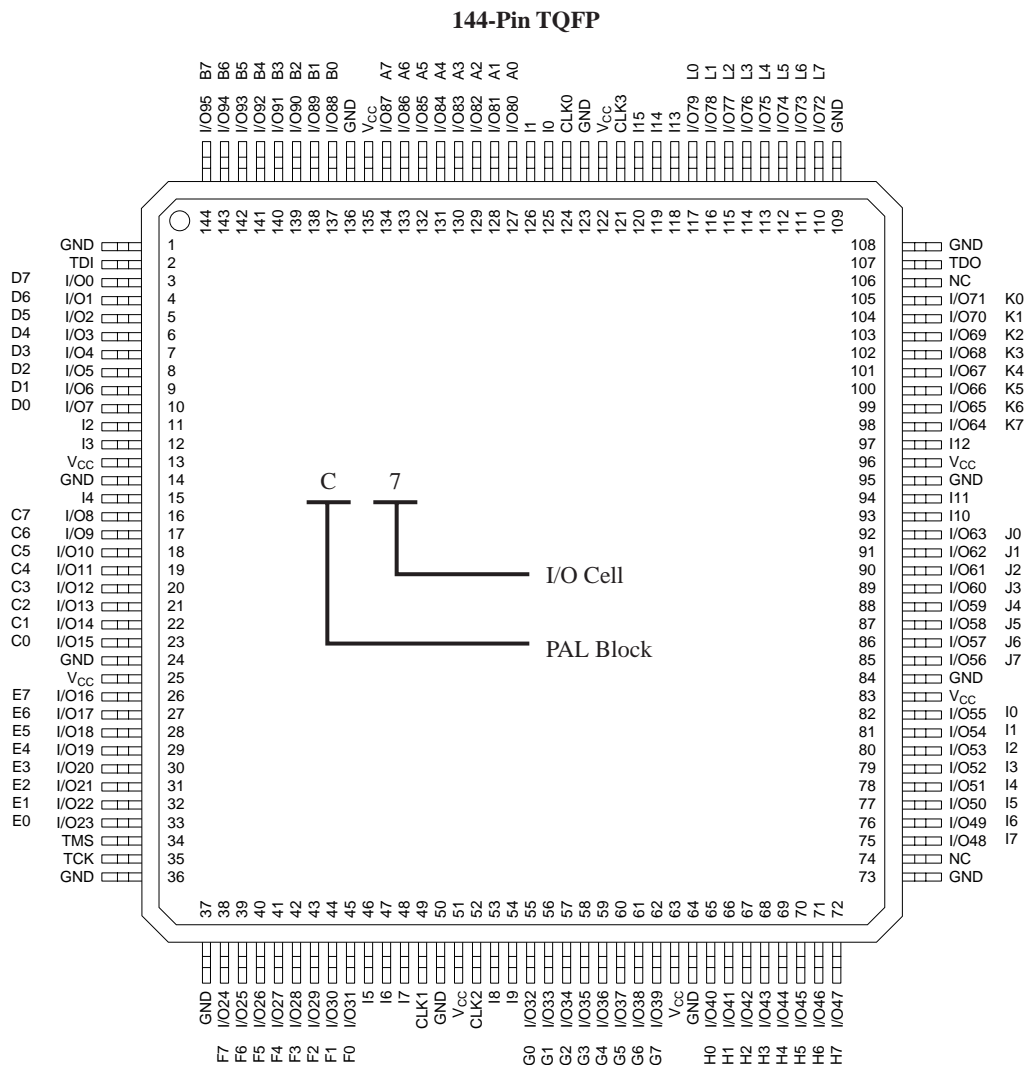 144-Pin TQFP
B7 B6 B5 B4 B3 B2 B1 B0 A7 A6 A5 A4 A3 A2 A1 A0 L0 L1 L2 L3 L4 L5 L6 L7
I/O95 I/O94 I/O93 I/O92 I/O91 I/O90 I/O89 I/O88 GND VCC I/O87 I/O86 I/O85 I/O84 I/O83 I/O82 I/O81 I/O80 I1 I0 CLK0 GND VCC CLK3 I15 I14 I13 I/O79 I/O78 I/O77 I/O76 I/O75 I/O74 I/O73 I/O72 GND
144 143 142 141 140 139 138 137 136 135 134 133 132 131 130 129 128 127 126 125 124 123 122 121 120 119 118 117 116 115 114 113 112 111 110 109
GND 1 108 GND
TDI 2 107 TDO
D7 I/O0 3 106 NC
D6 I/O1 4 105 I/O71 K0
D5 I/O2 5 104 I/O70 K1
D4 I/O3 6 103 I/O69 K2
D3 I/O4 7 102 I/O68 K3
D2 I/O5 8 101 I/O67 K4
D1 I/O6 9 100 I/O66 K5
D0 I/O7 10 99 I/O65 K6
I2 11 98 I/O64 K7
I3 12 97 I12
VCC 13 96 VCC
GND 14 95 GND
I4 15 94 I11
C7 I/O8 16 93 I10
C6 I/O9 17 92 I/O63 J0
C5 I/O10 18 91 I/O62 J1
C4 I/O11 19 90 I/O61 J2
C3 I/O12 20 89 I/O60 J3
C2 I/O13 21 88 I/O59 J4
C1 I/O14 22 87 I/O58 J5
C0 I/O15 23 86 I/O57 J6
GND 24 85 I/O56 J7
VCC 25 84 GND
E7 I/O16 26 83 VCC
E6 I/O17 27 82 I/O55 I0
E5 I/O18 28 81 I/O54 I1
E4 I/O19 29 80 I/O53 I2
E3 I/O20 30 79 I/O52 I3
E2 I/O21 31 78 I/O51 I4
E1 I/O22 32 77 I/O50 I5
E0 I/O23 33 76 I/O49 I6
TMS 34 75 I/O48 I7
TCK 35 74 NC
GND 36 73 GND
C 7
I/O Cell
PAL Block
37 38 39 40 41 42 43 44 45 46 47 48 49 50 51 52 53 54 55 56 57 58 59 60 61 62 63 64 65 66 67 68 69 70 71 72
GND I/O24 I/O25 I/O26 I/O27 I/O28 I/O29 I/O30 I/O31 I5 I6 I7 CLK1 GND VCC CLK2 I8 I9 I/O32 I/O33 I/O34 I/O35 I/O36 I/O37 I/O38 I/O39 VCC GND I/O40 I/O41 I/O42 I/O43 I/O44 I/O45 I/O46 I/O47
F7 F6 F5 F4 F3 F2 F1 F0 G0 G1 G2 G3 G4 G5 G6 G7 H0 H1 H2 H3 H4 H5 H6 H7